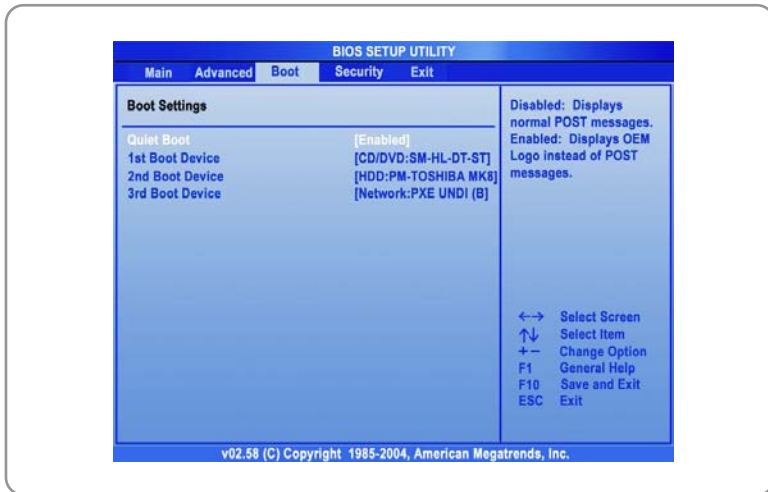 BIOS SETUP UTILITY
Main Advanced Boot Security Exit
Boot Settings
Quiet Boot [Enabled]
1st Boot Device [CD/DVD:SM-HL-DT-ST]
2nd Boot Device [HDD:PM-TOSHIBA MK8]
3rd Boot Device [Network:PXE UNDI (B]
Disabled: Displays
normal POST messages.
Enabled: Displays OEM
Logo instead of POST
messages.
←→ Select Screen
↑↓ Select Item
+− Change Option
F1 General Help
F10 Save and Exit
ESC Exit
v02.58 (C) Copyright 1985-2004, American Megatrends, Inc.